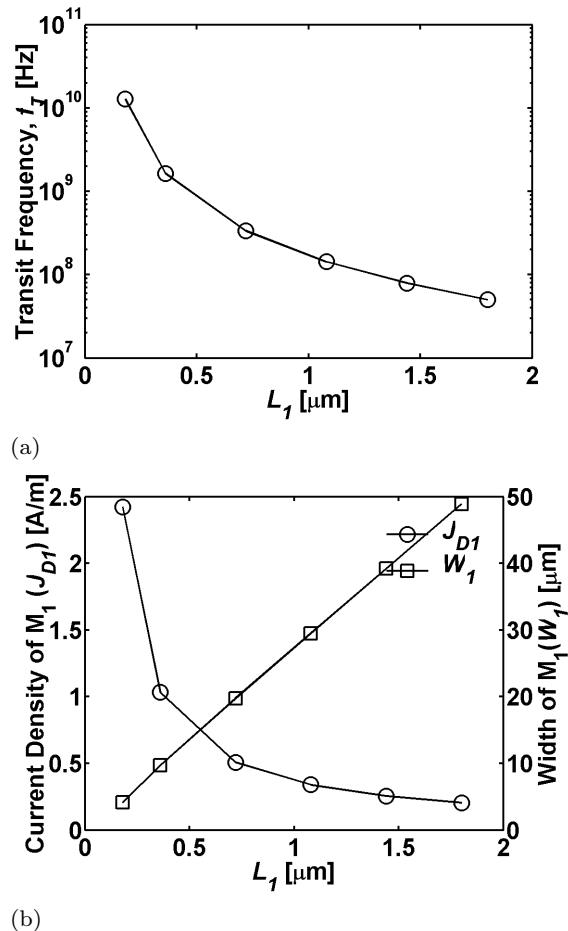 10^11
10^10
10^9
10^8
10^7
Transit Frequency, f_T [Hz]
0 0.5 1 1.5 2
L_1 [μm]
(a)
2.5
2
1.5
1
0.5
0
Current Density of M_1 (J_D1) [A/m]
J_D1
W_1
50
40
30
20
10
0
Width of M_1(W_1) [μm]
0 0.5 1 1.5 2
L_1 [μm]
(b)